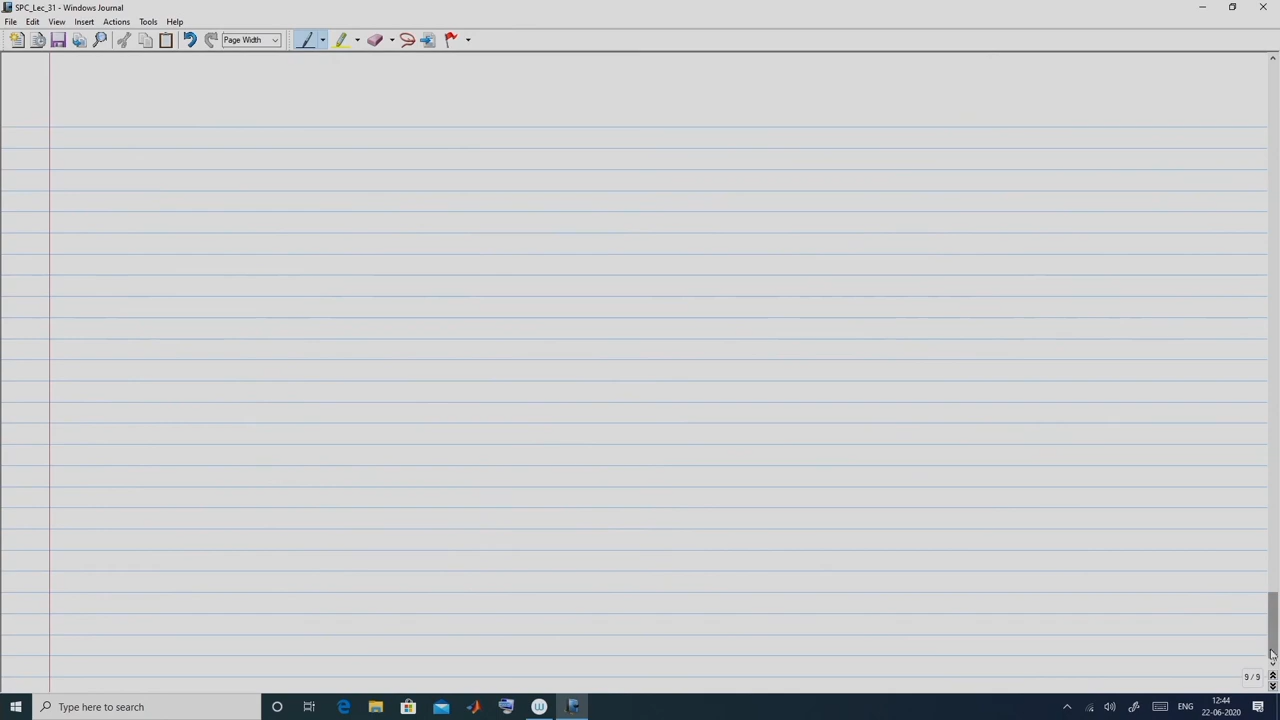 SPC_Lec_31 - Windows Journal
File Edit View Insert Actions Tools Help
Page Width
9 / 9
Type here to search
ENG
12:44
22-06-2020